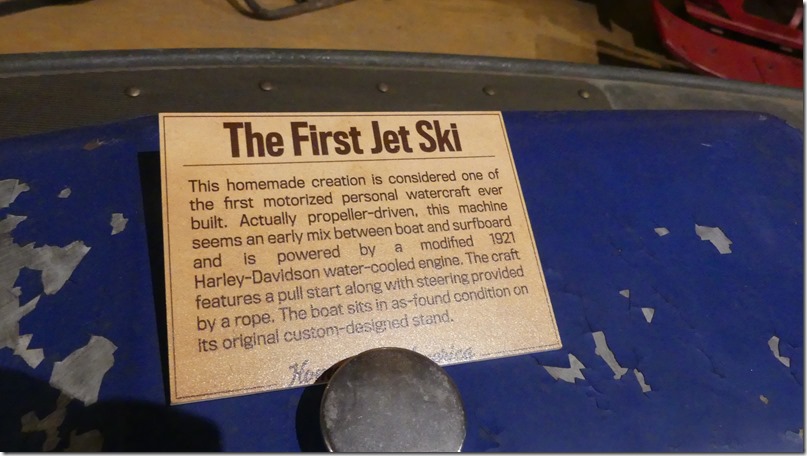 The First Jet Ski
This homemade creation is considered one of
the first motorized personal watercraft ever
built. Actually propeller-driven, this machine
seems an early mix between boat and surfboard
and is powered by a modified 1921
Harley-Davidson water-cooled engine. The craft
features a pull start along with steering provided
by a rope. The boat sits in as-found condition on
its original custom-designed stand.